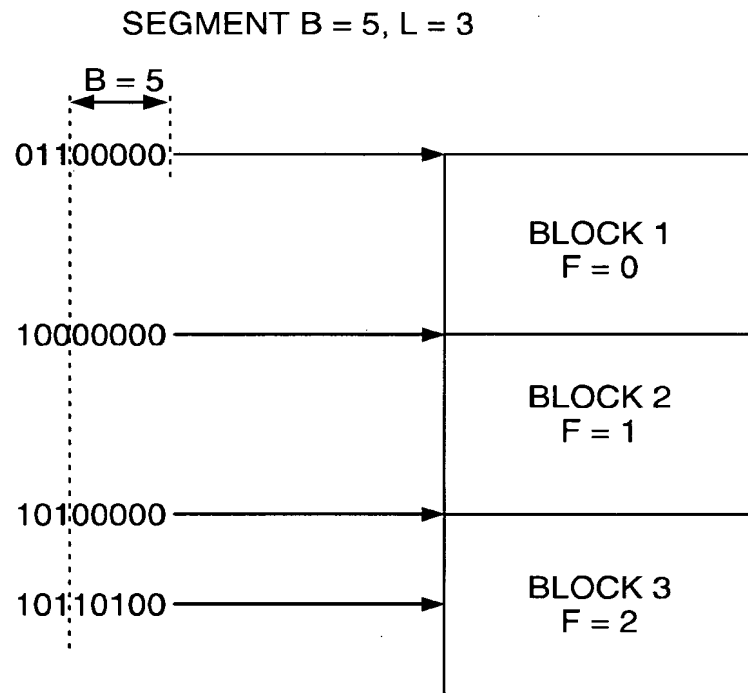 SEGMENT B = 5, L = 3
B = 5
01100000
BLOCK 1
F = 0
10000000
BLOCK 2
F = 1
10100000
10110100
BLOCK 3
F = 2